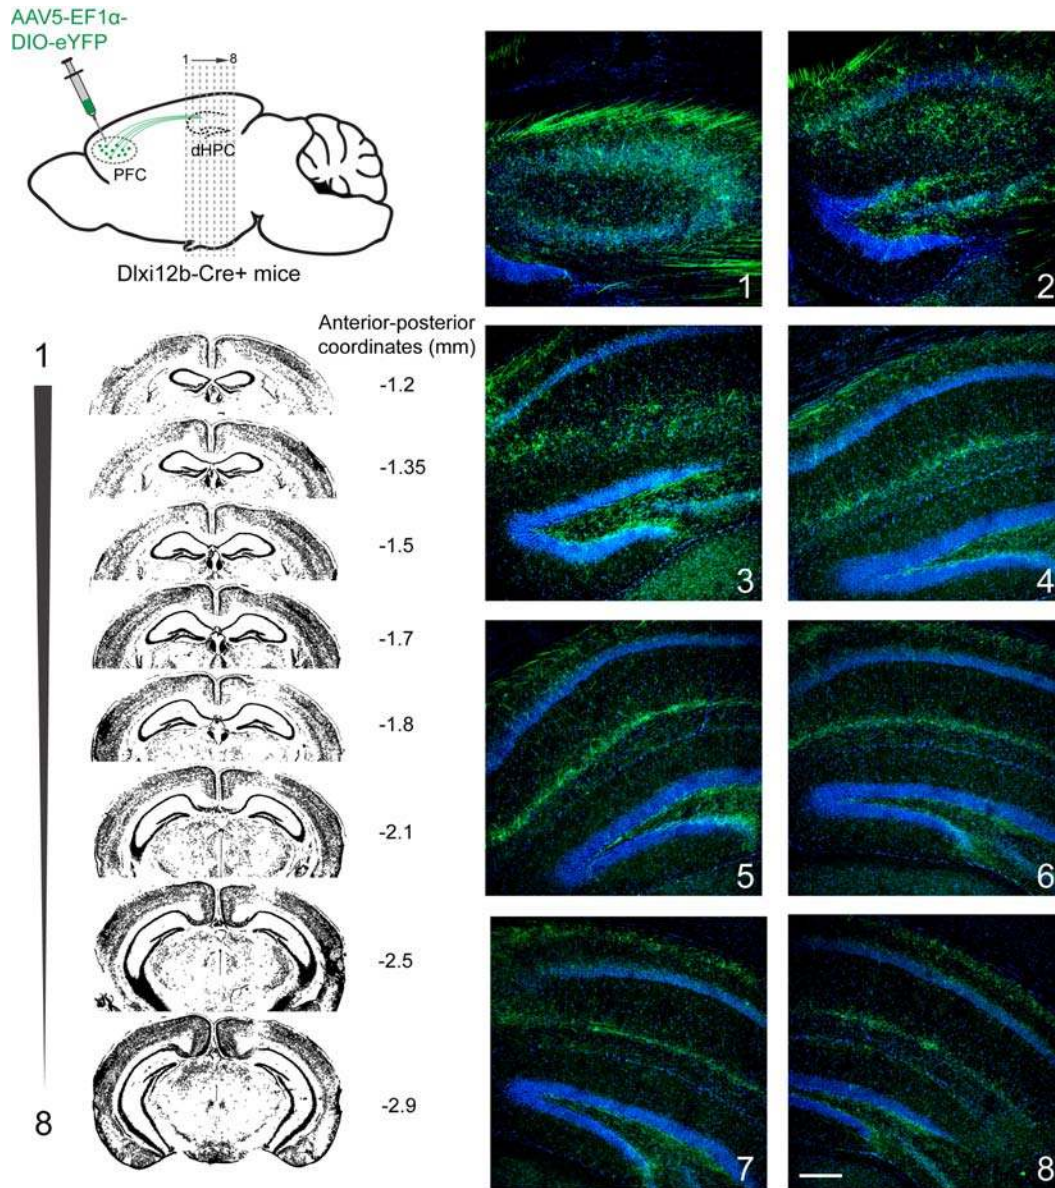 AAV5-EF1α-
DIO-eYFP
1 → 8
dHPC
PFC
Dlxi12b-Cre+ mice
Anterior-posterior
coordinates (mm)
1
-1.2
-1.35
-1.5
-1.7
-1.8
-2.1
-2.5
-2.9
8
1
2
3
4
5
6
7
8